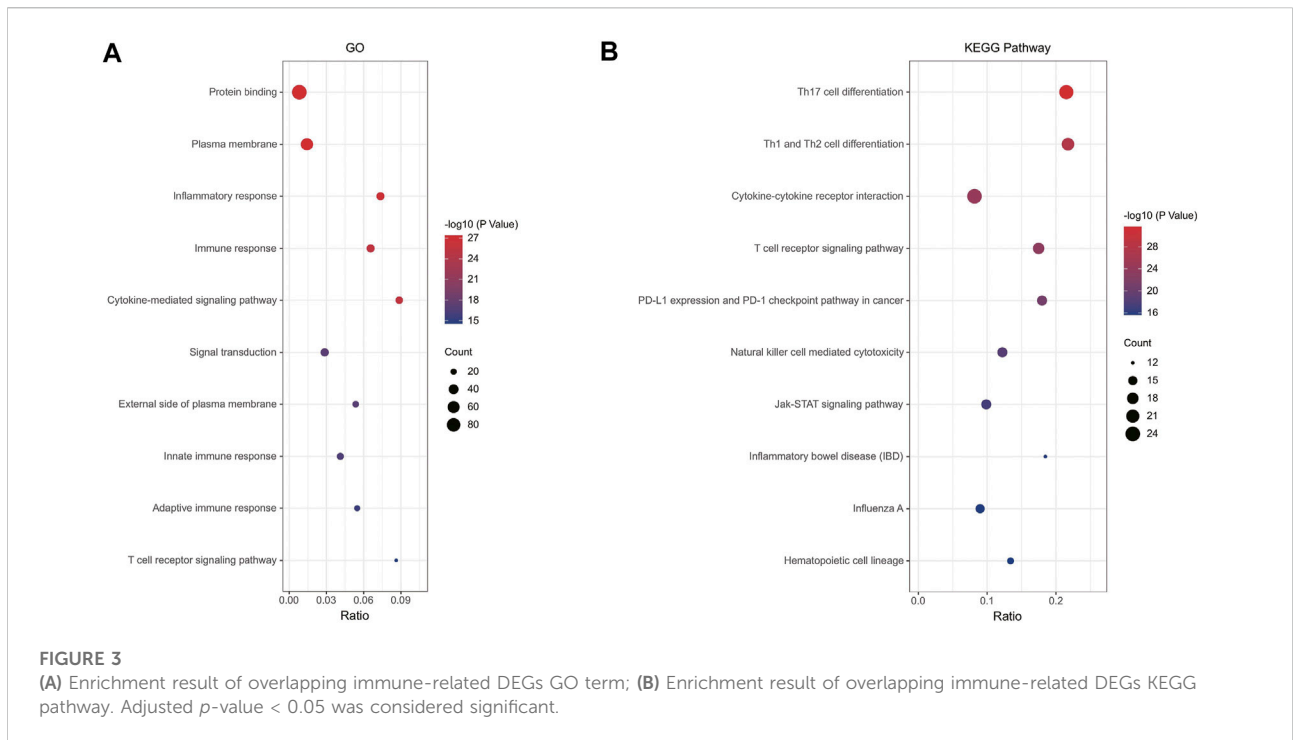 A
GO
Protein binding
Plasma membrane
Inflammatory response
Immune response
Cytokine-mediated signaling pathway
Signal transduction
External side of plasma membrane
Innate immune response
Adaptive immune response
T cell receptor signaling pathway
0.00 0.03 0.06 0.09
Ratio
-log10 (P Value)
27
24
21
18
15
Count
20
40
60
80
B
KEGG Pathway
Th17 cell differentiation
Th1 and Th2 cell differentiation
Cytokine-cytokine receptor interaction
T cell receptor signaling pathway
PD-L1 expression and PD-1 checkpoint pathway in cancer
Natural killer cell mediated cytotoxicity
Jak-STAT signaling pathway
Inflammatory bowel disease (IBD)
Influenza A
Hematopoietic cell lineage
0.0 0.1 0.2
Ratio
-log10 (P Value)
28
24
20
16
Count
12
15
18
21
24
FIGURE 3
(A) Enrichment result of overlapping immune-related DEGs GO term; (B) Enrichment result of overlapping immune-related DEGs KEGG
pathway. Adjusted p-value < 0.05 was considered significant.